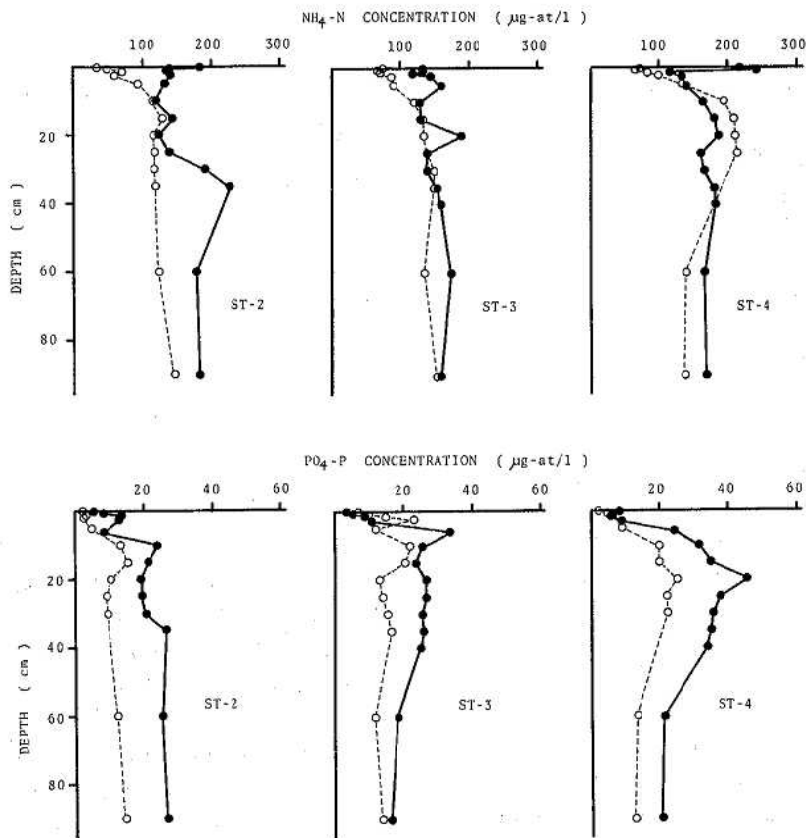 NH4-N CONCENTRATION ( µg-at/l )
100 200 300 100 200 300 100 200 300
20
40
60
80
DEPTH ( cm )
ST-2 ST-3 ST-4
PO4-P CONCENTRATION ( µg-at/l )
20 40 60 20 40 60 20 40 60
20
40
60
80
DEPTH ( cm )
ST-2 ST-3 ST-4